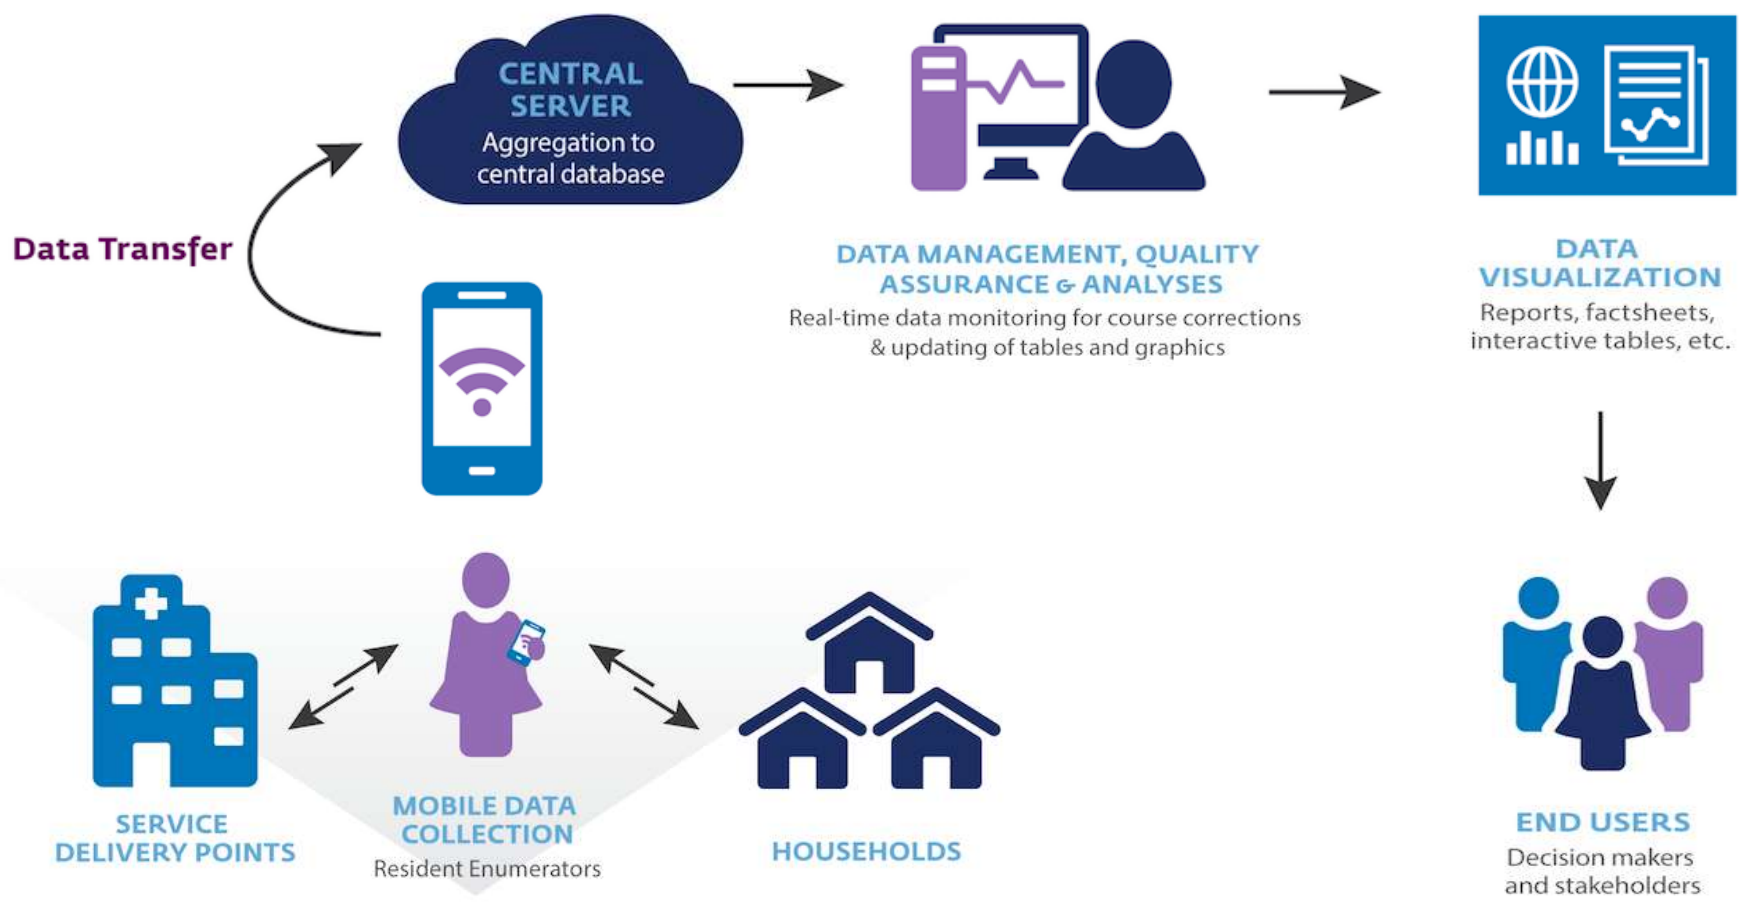 CENTRAL
SERVER
Aggregation to
central database
Data Transfer
DATA MANAGEMENT, QUALITY
ASSURANCE & ANALYSES
Real-time data monitoring for course corrections
& updating of tables and graphics
DATA
VISUALIZATION
Reports, factsheets,
interactive tables, etc.
SERVICE
DELIVERY POINTS
MOBILE DATA
COLLECTION
Resident Enumerators
HOUSEHOLDS
END USERS
Decision makers
and stakeholders